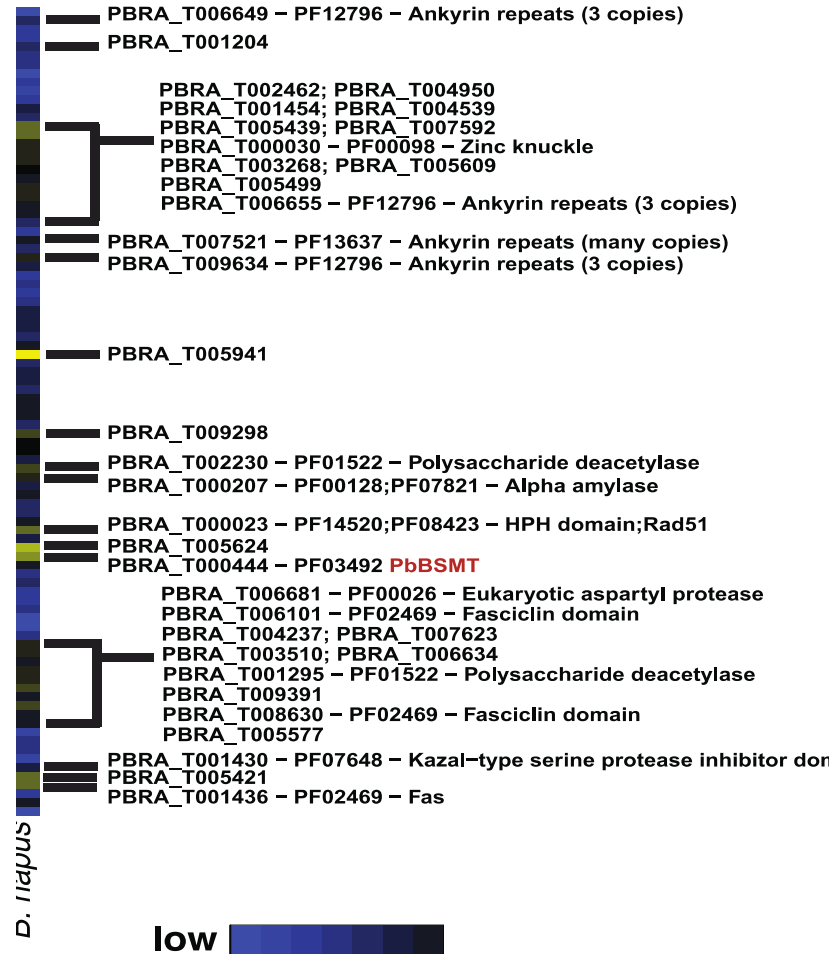 PBRA_T006649 – PF12796 – Ankyrin repeats (3 copies)
PBRA_T001204
PBRA_T002462; PBRA_T004950
PBRA_T001454; PBRA_T004539
PBRA_T005439; PBRA_T007592
PBRA_T000030 – PF00098 – Zinc knuckle
PBRA_T003268; PBRA_T005609
PBRA_T005499
PBRA_T006655 – PF12796 – Ankyrin repeats (3 copies)
PBRA_T007521 – PF13637 – Ankyrin repeats (many copies)
PBRA_T009634 – PF12796 – Ankyrin repeats (3 copies)
PBRA_T005941
PBRA_T009298
PBRA_T002230 – PF01522 – Polysaccharide deacetylase
PBRA_T000207 – PF00128;PF07821 – Alpha amylase
PBRA_T000023 – PF14520;PF08423 – HPH domain;Rad51
PBRA_T005624
PBRA_T000444 – PF03492 PbBSMT
PBRA_T006681 – PF00026 – Eukaryotic aspartyl protease
PBRA_T006101 – PF02469 – Fasciclin domain
PBRA_T004237; PBRA_T007623
PBRA_T003510; PBRA_T006634
PBRA_T001295 – PF01522 – Polysaccharide deacetylase
PBRA_T009391
PBRA_T008630 – PF02469 – Fasciclin domain
PBRA_T005577
PBRA_T001430 – PF07648 – Kazal–type serine protease inhibitor dom
PBRA_T005421
PBRA_T001436 – PF02469 – Fas
B. napus
low